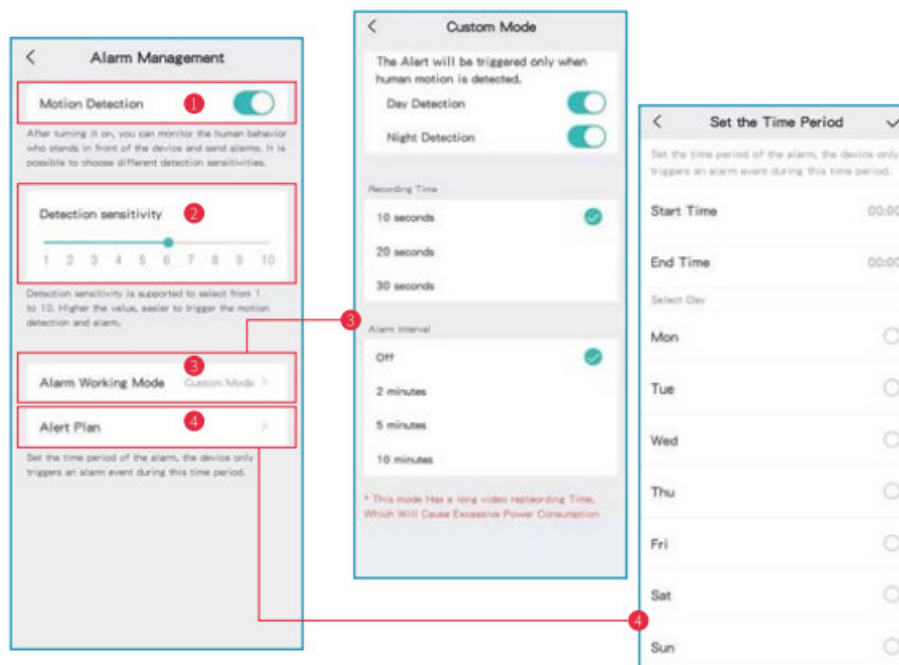 Alarm Management
Motion Detection
1
After turning it on, you can monitor the human behavior
who stands in front of the device and send alarms. It is
possible to choose different detection sensitivities.
Detection sensitivity
2
1 2 3 4 5 6 7 8 9 10
Detection sensitivity is supported to select from 1
to 10. Higher the value, easier to trigger the motion
detection and alarm.
3
Alarm Working Mode Custom Mode
Alert Plan
4
Set the time period of the alarm, the device only
triggers an alarm event during this time period.
Custom Mode
The Alert will be triggered only when
human motion is detected.
Day Detection
Night Detection
Recording Time
10 seconds
20 seconds
30 seconds
3
Alarm Interval
Off
2 minutes
5 minutes
10 minutes
* This mode Has a long video replaording Time,
Which Will Cause Excessive Power Consumption
Set the Time Period
Set the time period of the alarm, the device only
triggers an alarm event during this time period.
Start Time 00:00
End Time 00:00
Select Day
Mon
Tue
Wed
Thu
Fri
Sat
4
Sun